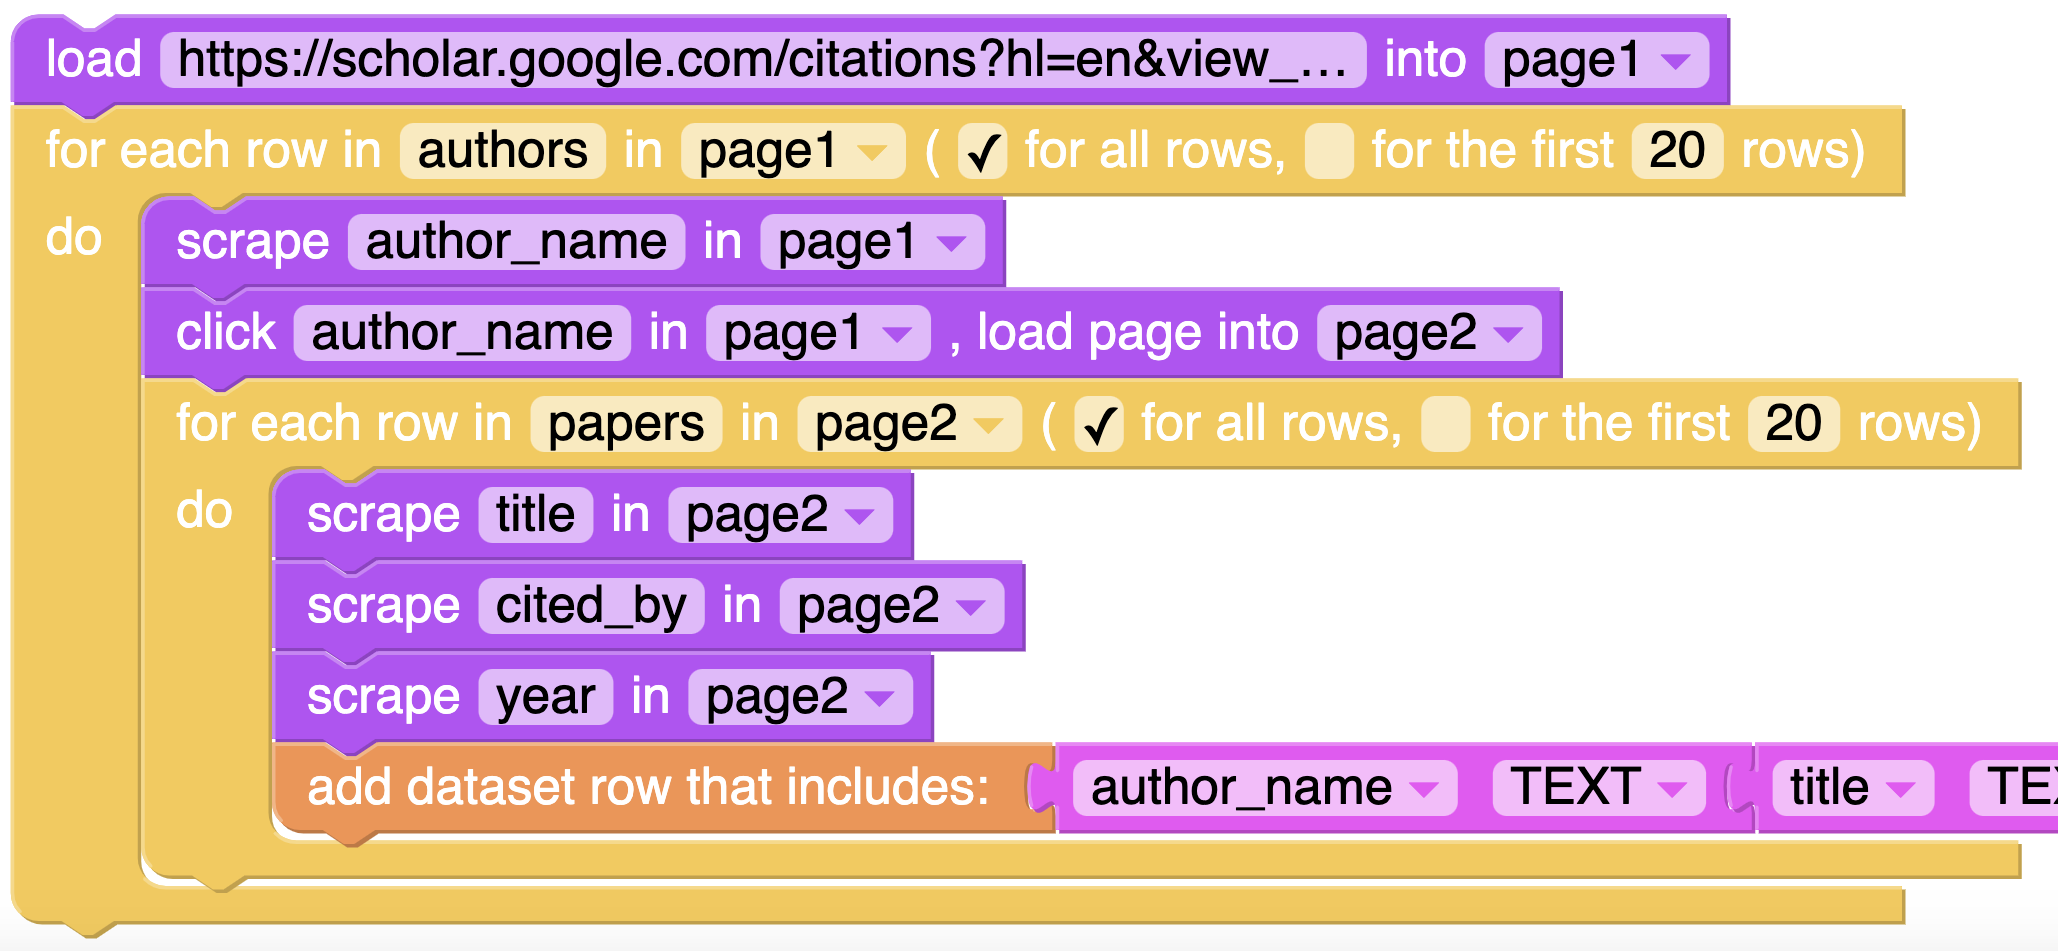 load https://scholar.google.com/citations?hl=en&view_... into page1
for each row in authors in page1 ( ✓ for all rows, for the first 20 rows)
do scrape author_name in page1
click author_name in page1 , load page into page2
for each row in papers in page2 ( ✓ for all rows, for the first 20 rows)
do scrape title in page2
scrape cited_by in page2
scrape year in page2
add dataset row that includes: author_name TEXT title